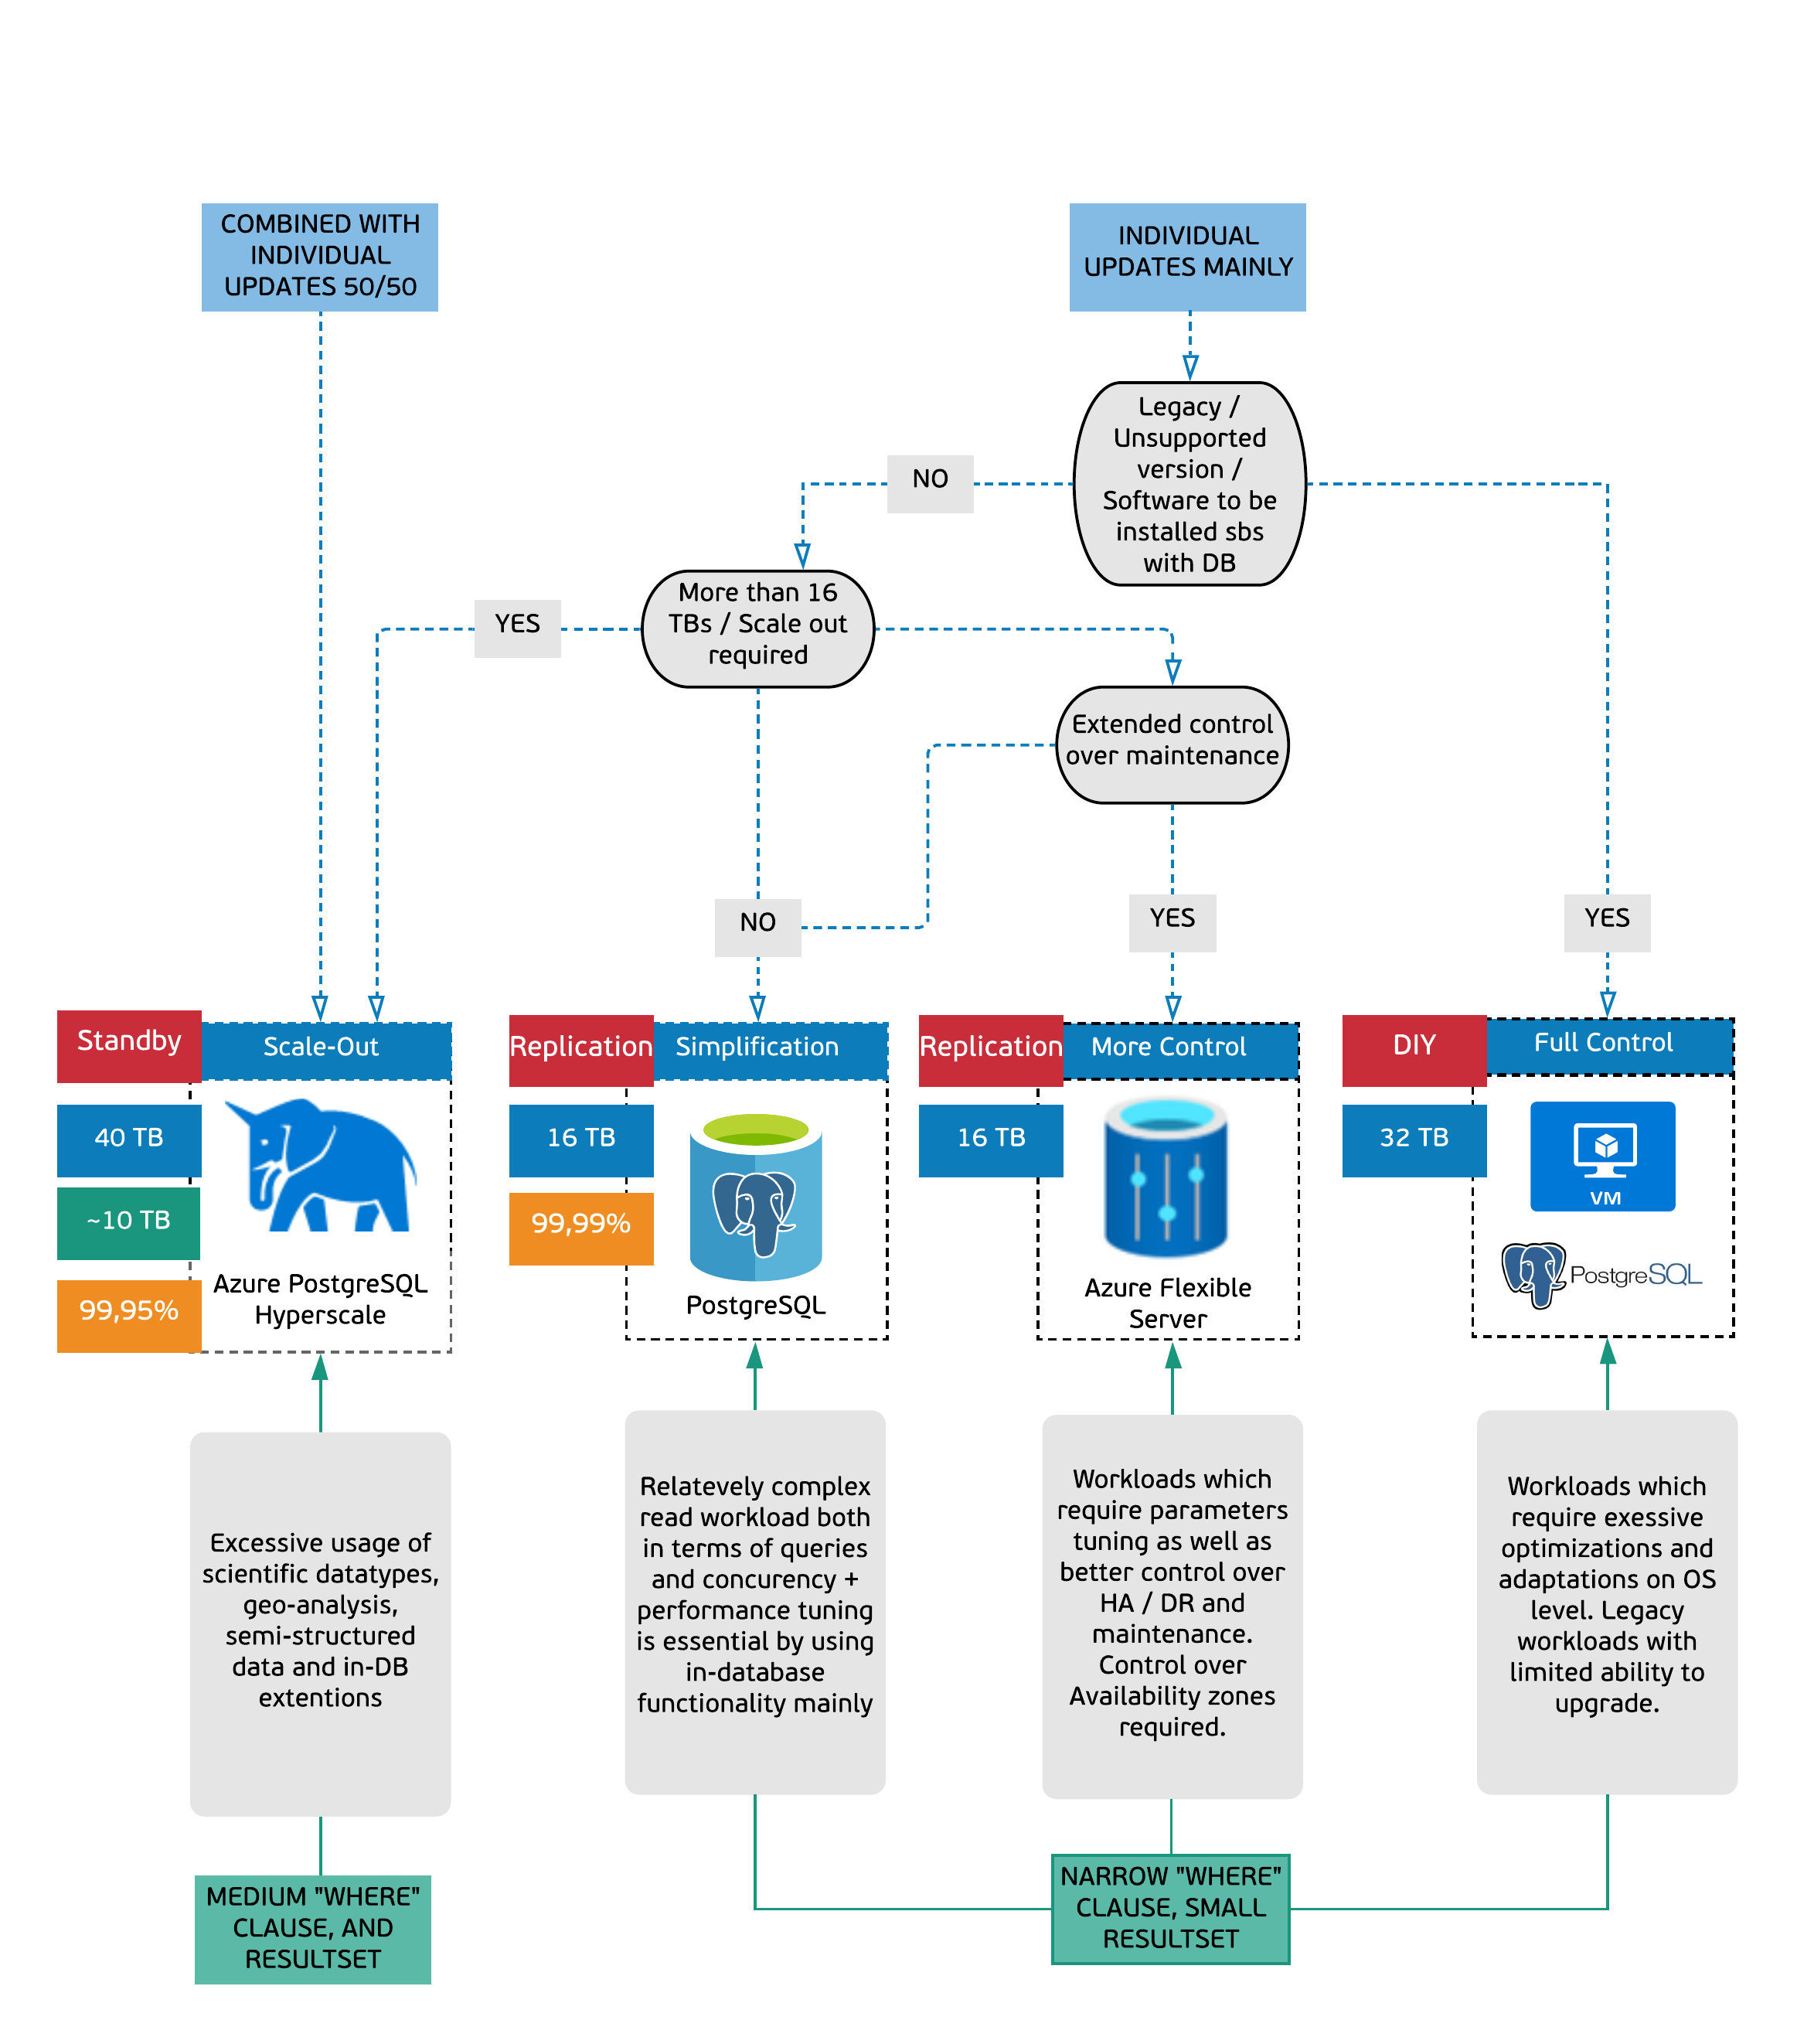 COMBINED WITH
INDIVIDUAL
UPDATES 50/50
INDIVIDUAL
UPDATES MAINLY
Legacy /
Unsupported
version /
Software to be
installed sbs
with DB
NO
More than 16
TBs / Scale out
required
YES
Extended control
over maintenance
NO
YES
YES
Standby
Scale-Out
40 TB
~10 TB
99,95%
Azure PostgreSQL
Hyperscale
Replication
Simplification
16 TB
99,99%
PostgreSQL
Replication
More Control
16 TB
Azure Flexible
Server
DIY
Full Control
32 TB
VM
PostgreSQL
Excessive usage of
scientific datatypes,
geo-analysis,
semi-structured
data and in-DB
extentions
Relatevely complex
read workload both
in terms of queries
and concurency +
performance tuning
is essential by using
in-database
functionality mainly
Workloads which
require parameters
tuning as well as
better control over
HA / DR and
maintenance.
Control over
Availability zones
required.
Workloads which
require exessive
optimizations and
adaptations on OS
level. Legacy
workloads with
limited ability to
upgrade.
MEDIUM "WHERE"
CLAUSE, AND
RESULTSET
NARROW "WHERE"
CLAUSE, SMALL
RESULTSET